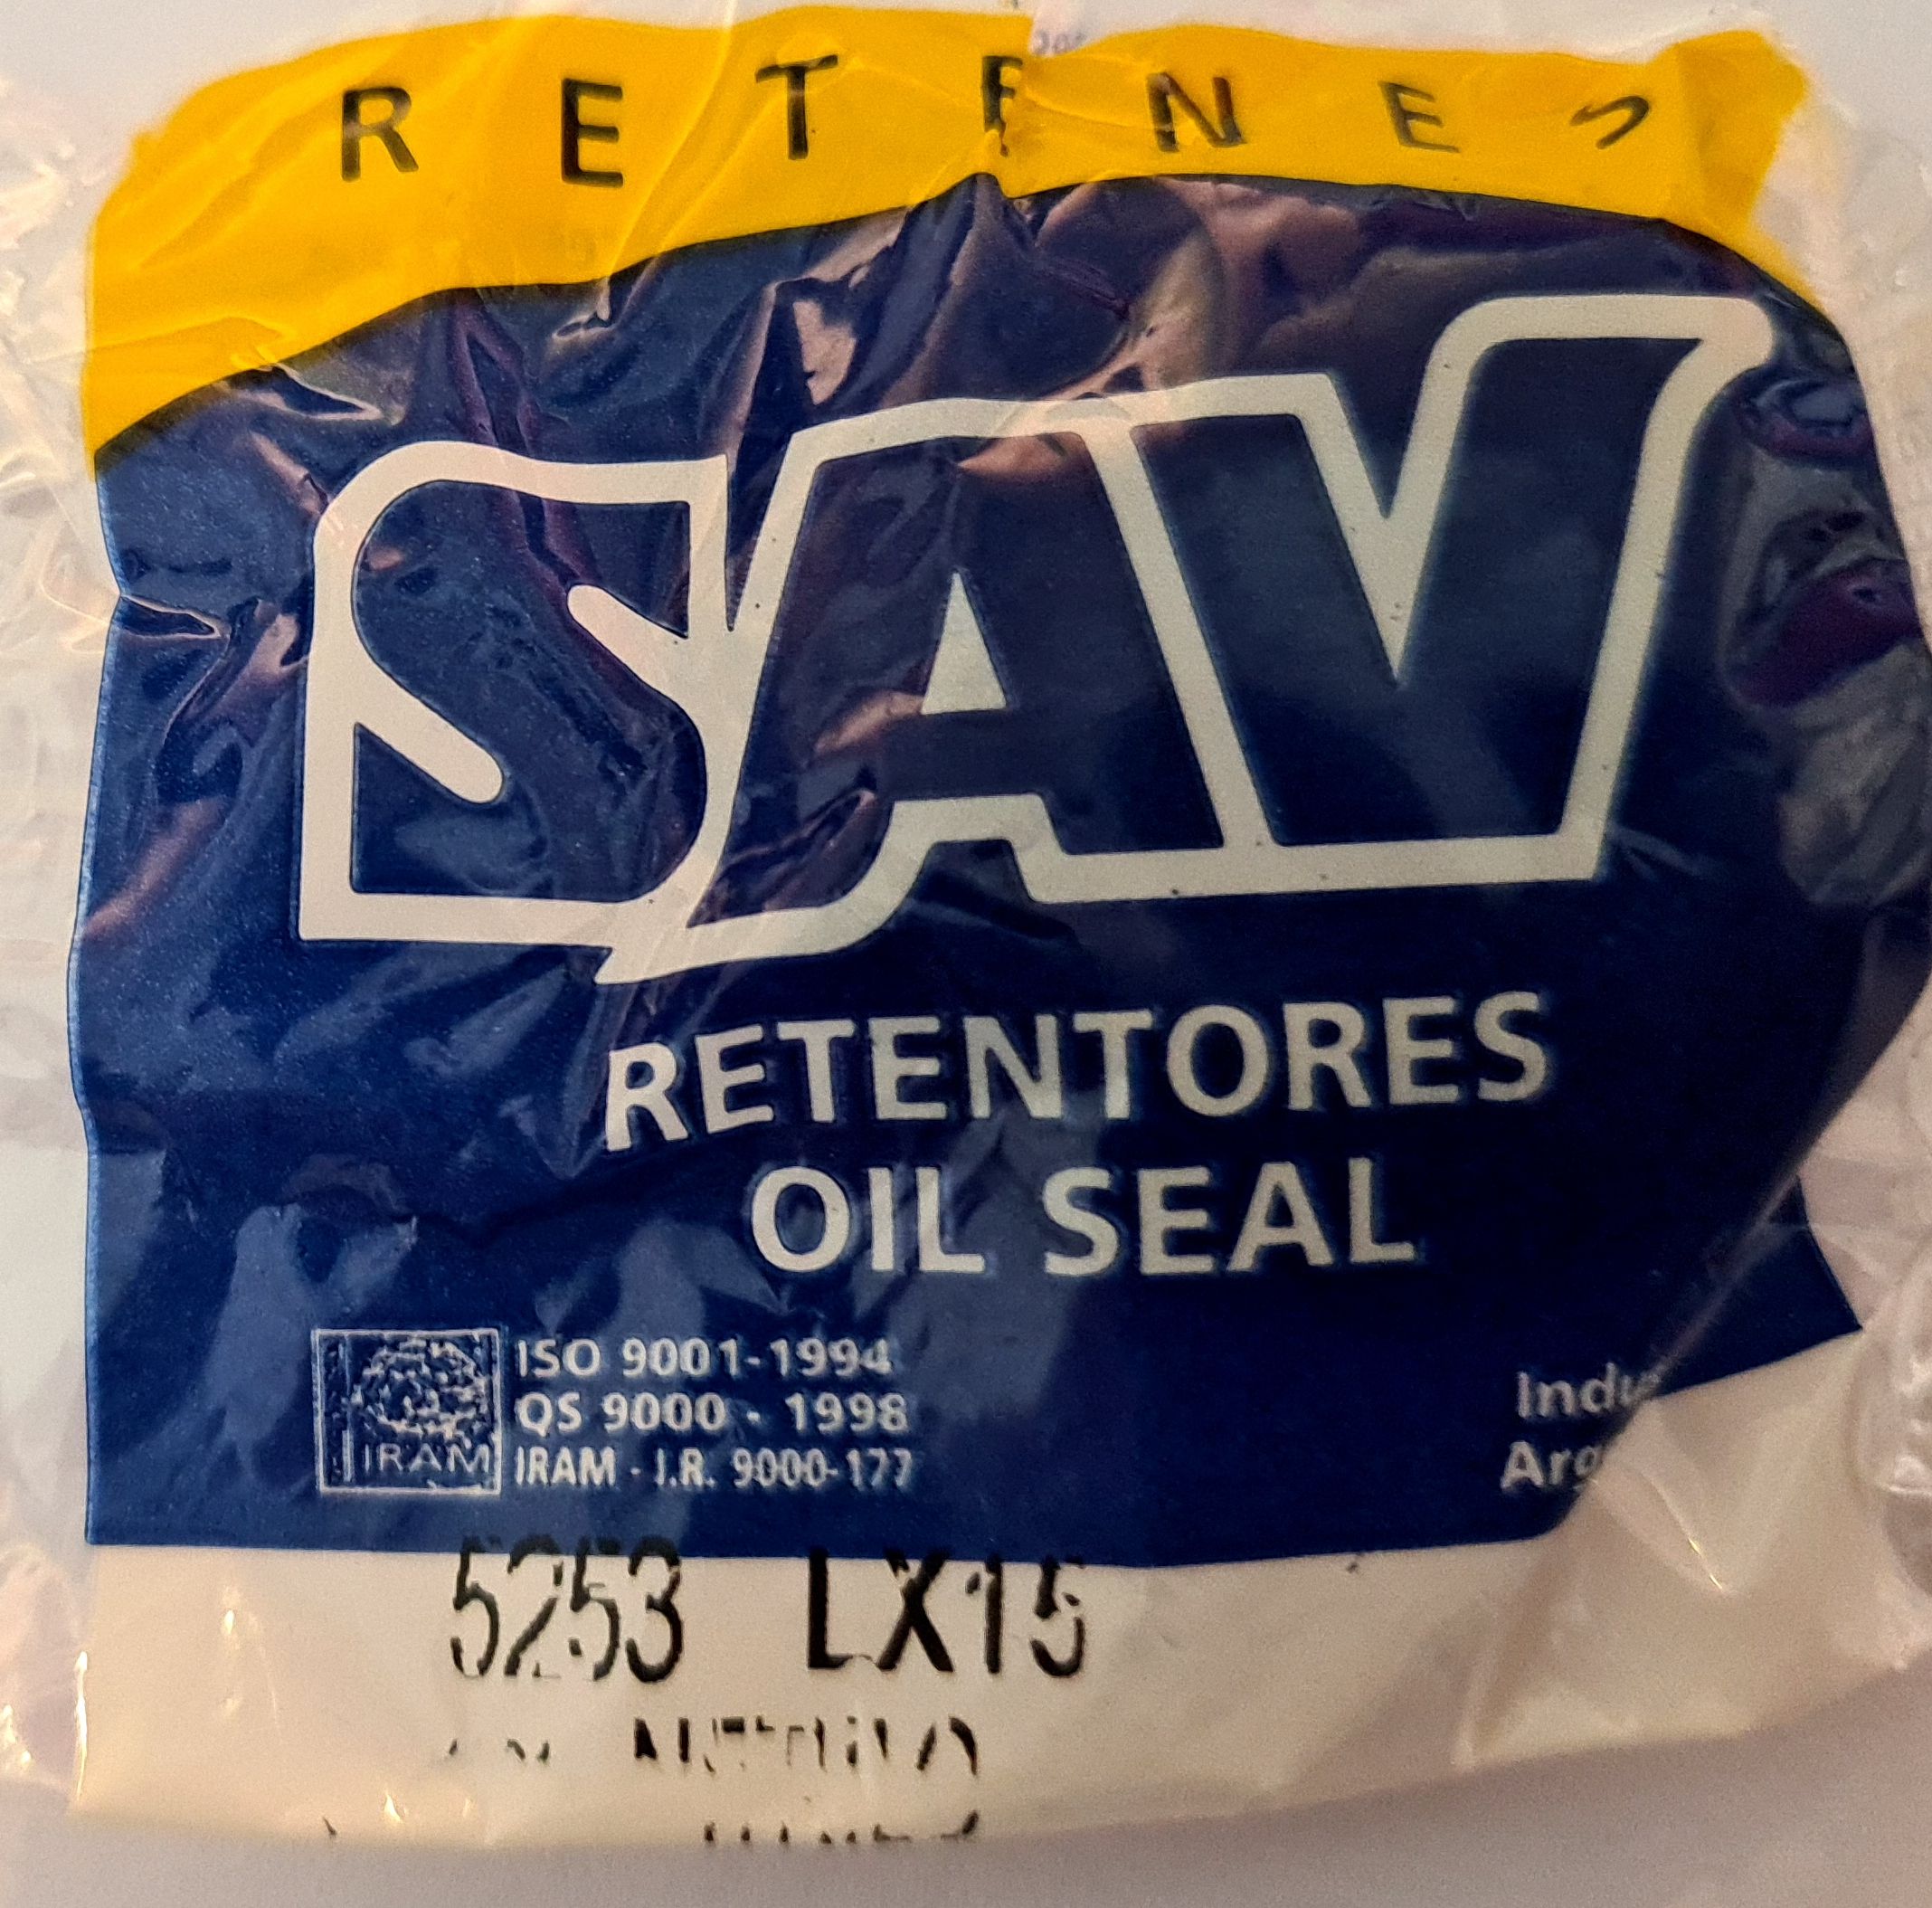 RETENES
SAV
RETENTORES
OIL SEAL
ISO 9001-1994
QS 9000 - 1998
IRAM
IRAM - I.R. 9000-177
5253 LX15